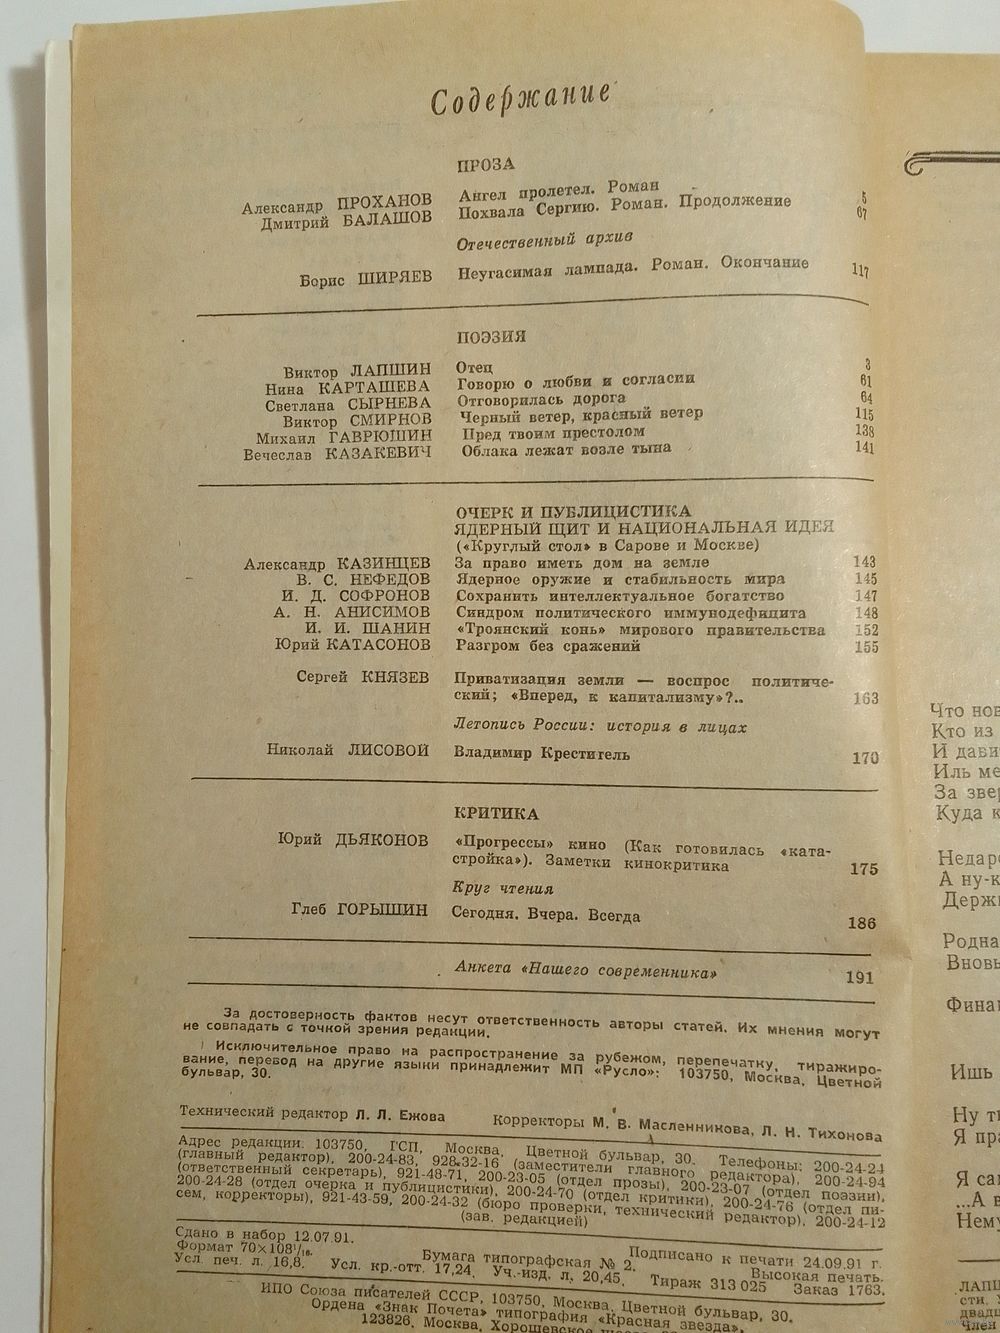 Содержание
ПРОЗА
Александр ПРОХАНОВ Ангел пролетел. Роман 5
Дмитрий БАЛАШОВ Похвала Сергию. Роман. Продолжение 67
Отечественный архив
Борис ШИРЯЕВ Неугасимая лампада. Роман. Окончание 117
ПОЭЗИЯ
Виктор ЛАПШИН Отец 3
Нина КАРТАШЕВА Говорю о любви и согласии 61
Светлана СЫРНЕВА Отговорилась дорога 64
Виктор СМИРНОВ Черный ветер, красный ветер 115
Михаил ГАВРЮШИН Пред твоим престолом 138
Вечеслав КАЗАКЕВИЧ Облака лежат возле тына 141
ОЧЕРК И ПУБЛИЦИСТИКА
ЯДЕРНЫЙ ЩИТ И НАЦИОНАЛЬНАЯ ИДЕЯ
(«Круглый стол» в Сарове и Москве)
Александр КАЗИНЦЕВ За право иметь дом на земле 143
В. С. НЕФЕДОВ Ядерное оружие и стабильность мира 145
И. Д. СОФРОНОВ Сохранить интеллектуальное богатство 147
А. Н. АНИСИМОВ Синдром политического иммунодефицита 148
И. И. ШАНИН «Троянский конь» мирового правительства 152
Юрий КАТАСОНОВ Разгром без сражений 155
Сергей КНЯЗЕВ Приватизация земли — воспрос политиче-
ский; «Вперед, к капитализму»?.. 163
Летопись России: история в лицах
Николай ЛИСОВОЙ Владимир Креститель 170
КРИТИКА
Юрий ДЬЯКОНОВ «Прогрессы» кино (Как готовилась «ката-
стройка»). Заметки кинокритика 175
Круг чтения
Глеб ГОРЫШИН Сегодня. Вчера. Всегда 186
Анкета «Нашего современника» 191
За достоверность фактов несут ответственность авторы статей. Их мнения могут
не совпадать с точкой зрения редакции.
Исключительное право на распространение за рубежом, перепечатку, тиражиро-
вание, перевод на другие языки принадлежит МП «Русло»: 103750, Москва, Цветной
бульвар, 30.
Технический редактор Л. Л. Ежова Корректоры М. В. Масленникова, Л. Н. Тихонова
Адрес редакции: 103750, ГСП, Москва, Цветной бульвар, 30. Телефоны: 200-24-24
(главный редактор), 200-24-83, 928-32-16 (заместители главного редактора), 200-24-94
(ответственный секретарь), 921-48-71, 200-23-05 (отдел прозы), 200-23-07 (отдел поэзии),
200-24-28 (отдел очерка и публицистики), 200-24-70 (отдел критики), 200-24-76 (отдел пи-
сем, корректоры), 921-43-59, 200-24-32 (бюро проверки, технический редактор), 200-24-12
(зав. редакцией)
Сдано в набор 12.07.91. Подписано к печати 24.09.91 г.
Формат 70×108¹/₁₆. Бумага типографская № 2. Высокая печать.
Усл. печ. л. 16,8. Усл. кр.-отт. 17,24. Уч.-изд. л. 20,45. Тираж 313 025 Заказ 1763.
ИПО Союза писателей СССР, 103750, Москва, Цветной бульвар, 30.
Ордена «Знак Почета» типография «Красная звезда»,
123826, Москва, Хорошевское
Что нов
Кто из
И дави
Иль ме
За звер
Куда к
Недаро
А ну-к
Держи
Родна
Вновь
Финан
Ишь
Ну т
Я пр
Я са
...А в
Нему
ЛАПШ
сти.
двадц
Член